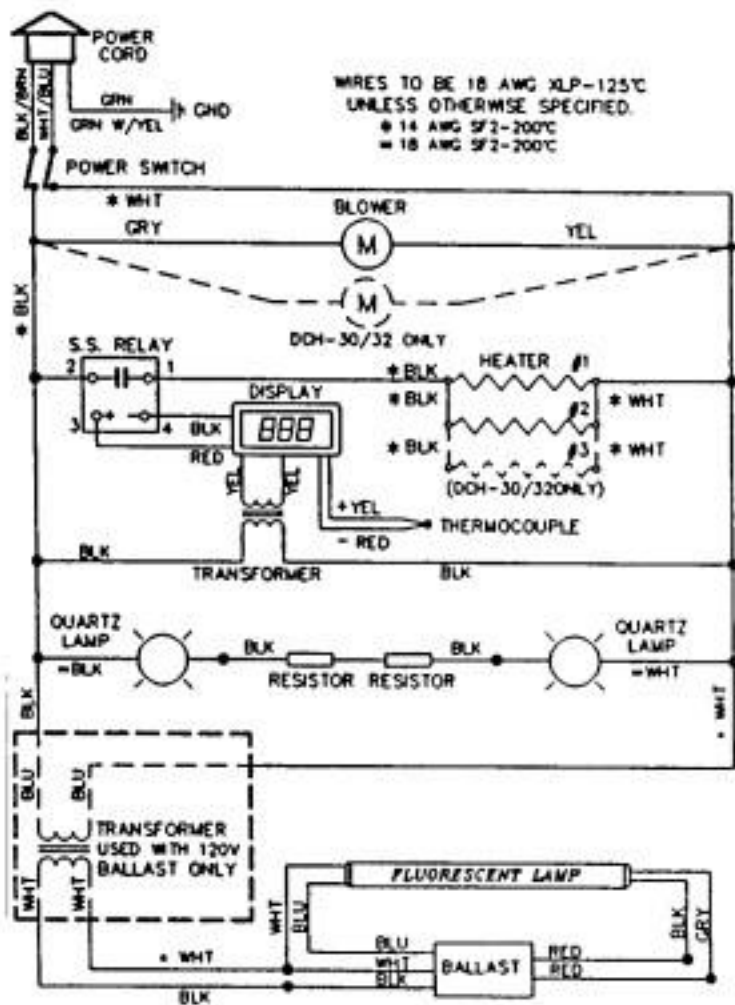 POWER
CORD
BLK/BRN
WHT/BLU
GRN
GRN W/YEL
GND
WIRES TO BE 18 AWG XLP-125°C
UNLESS OTHERWISE SPECIFIED.
* 14 AWG SF2-200°C
= 18 AWG SF2-200°C
POWER SWITCH
* WHT
GRY
BLOWER
M
YEL
* BLK
M
DCH-30/32 ONLY
S.S. RELAY
2
1
3
+
-
4
DISPLAY
888
BLK
RED
YEL
YEL
HEATER
#1
* BLK
* BLK
#2
* WHT
* BLK
#3
* WHT
(DCH-30/32ONLY)
+ YEL
THERMOCOUPLE
- RED
BLK
TRANSFORMER
BLK
QUARTZ
LAMP
=BLK
BLK
RESISTOR
RESISTOR
BLK
QUARTZ
LAMP
=WHT
BLK
* WHT
BLU
BLU
TRANSFORMER
USED WITH 120V
BALLAST ONLY
WHT
WHT
FLUORESCENT LAMP
WHT
BLU
BLK
GRY
* WHT
BLU
WHT
BLK
BALLAST
RED
RED
BLK